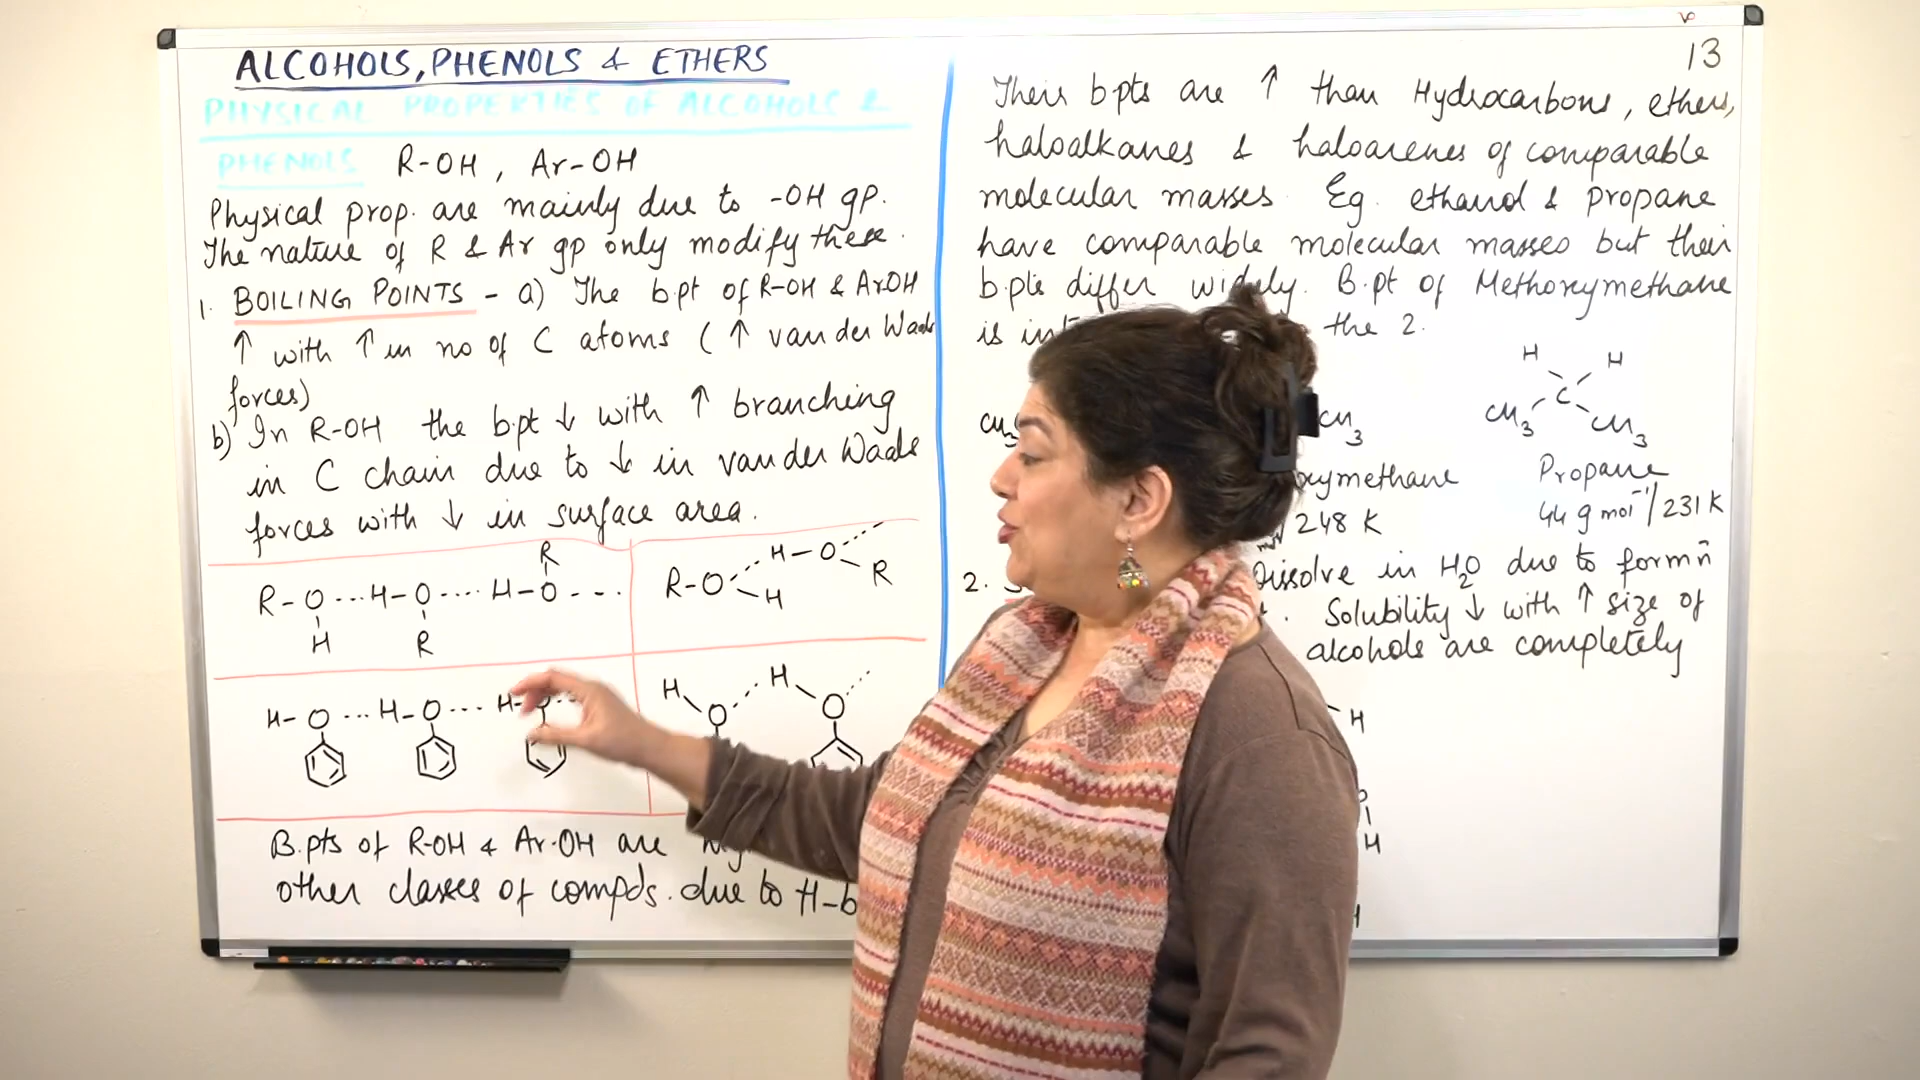 ALCOHOLS, PHENOLS & ETHERS
PHYSICAL PROPERTIES OF ALCOHOLS &
PHENOLS R-OH, Ar-OH
Physical prop. are mainly due to -OH gp.
The nature of R & Ar gp only modify these.
1. BOILING POINTS - a) The b.pt of R-OH & ArOH
↑ with ↑ in no of C atoms (↑ van der Waals
forces)
b) In R-OH the b.pt ↓ with ↑ branching
in C chain due to ↓ in van der Waals
forces with ↓ in surface area.
R
R-O---H-O----H-O---
H R
H-O
R-O R
H
H-O---H-O----H-
H O H O
B.pts of R-OH & Ar-OH are
other classes of compds. due to H-b
13
Their b.pts are ↑ than Hydrocarbons, ethers,
haloalkanes & haloarenes of comparable
molecular masses. Eg. ethanol & propane
have comparable molecular masses but their
b.pts differ widely. B.pt of Methoxymethane
is the 2.
H H
C
CH3 CH3 CH3 CH3
oxymethane Propane
248 K 44 g mol⁻¹/231 K
2. Dissolve in H2O due to formn
. Solubility ↓ with ↑ size of
alcohols are completely
H
H